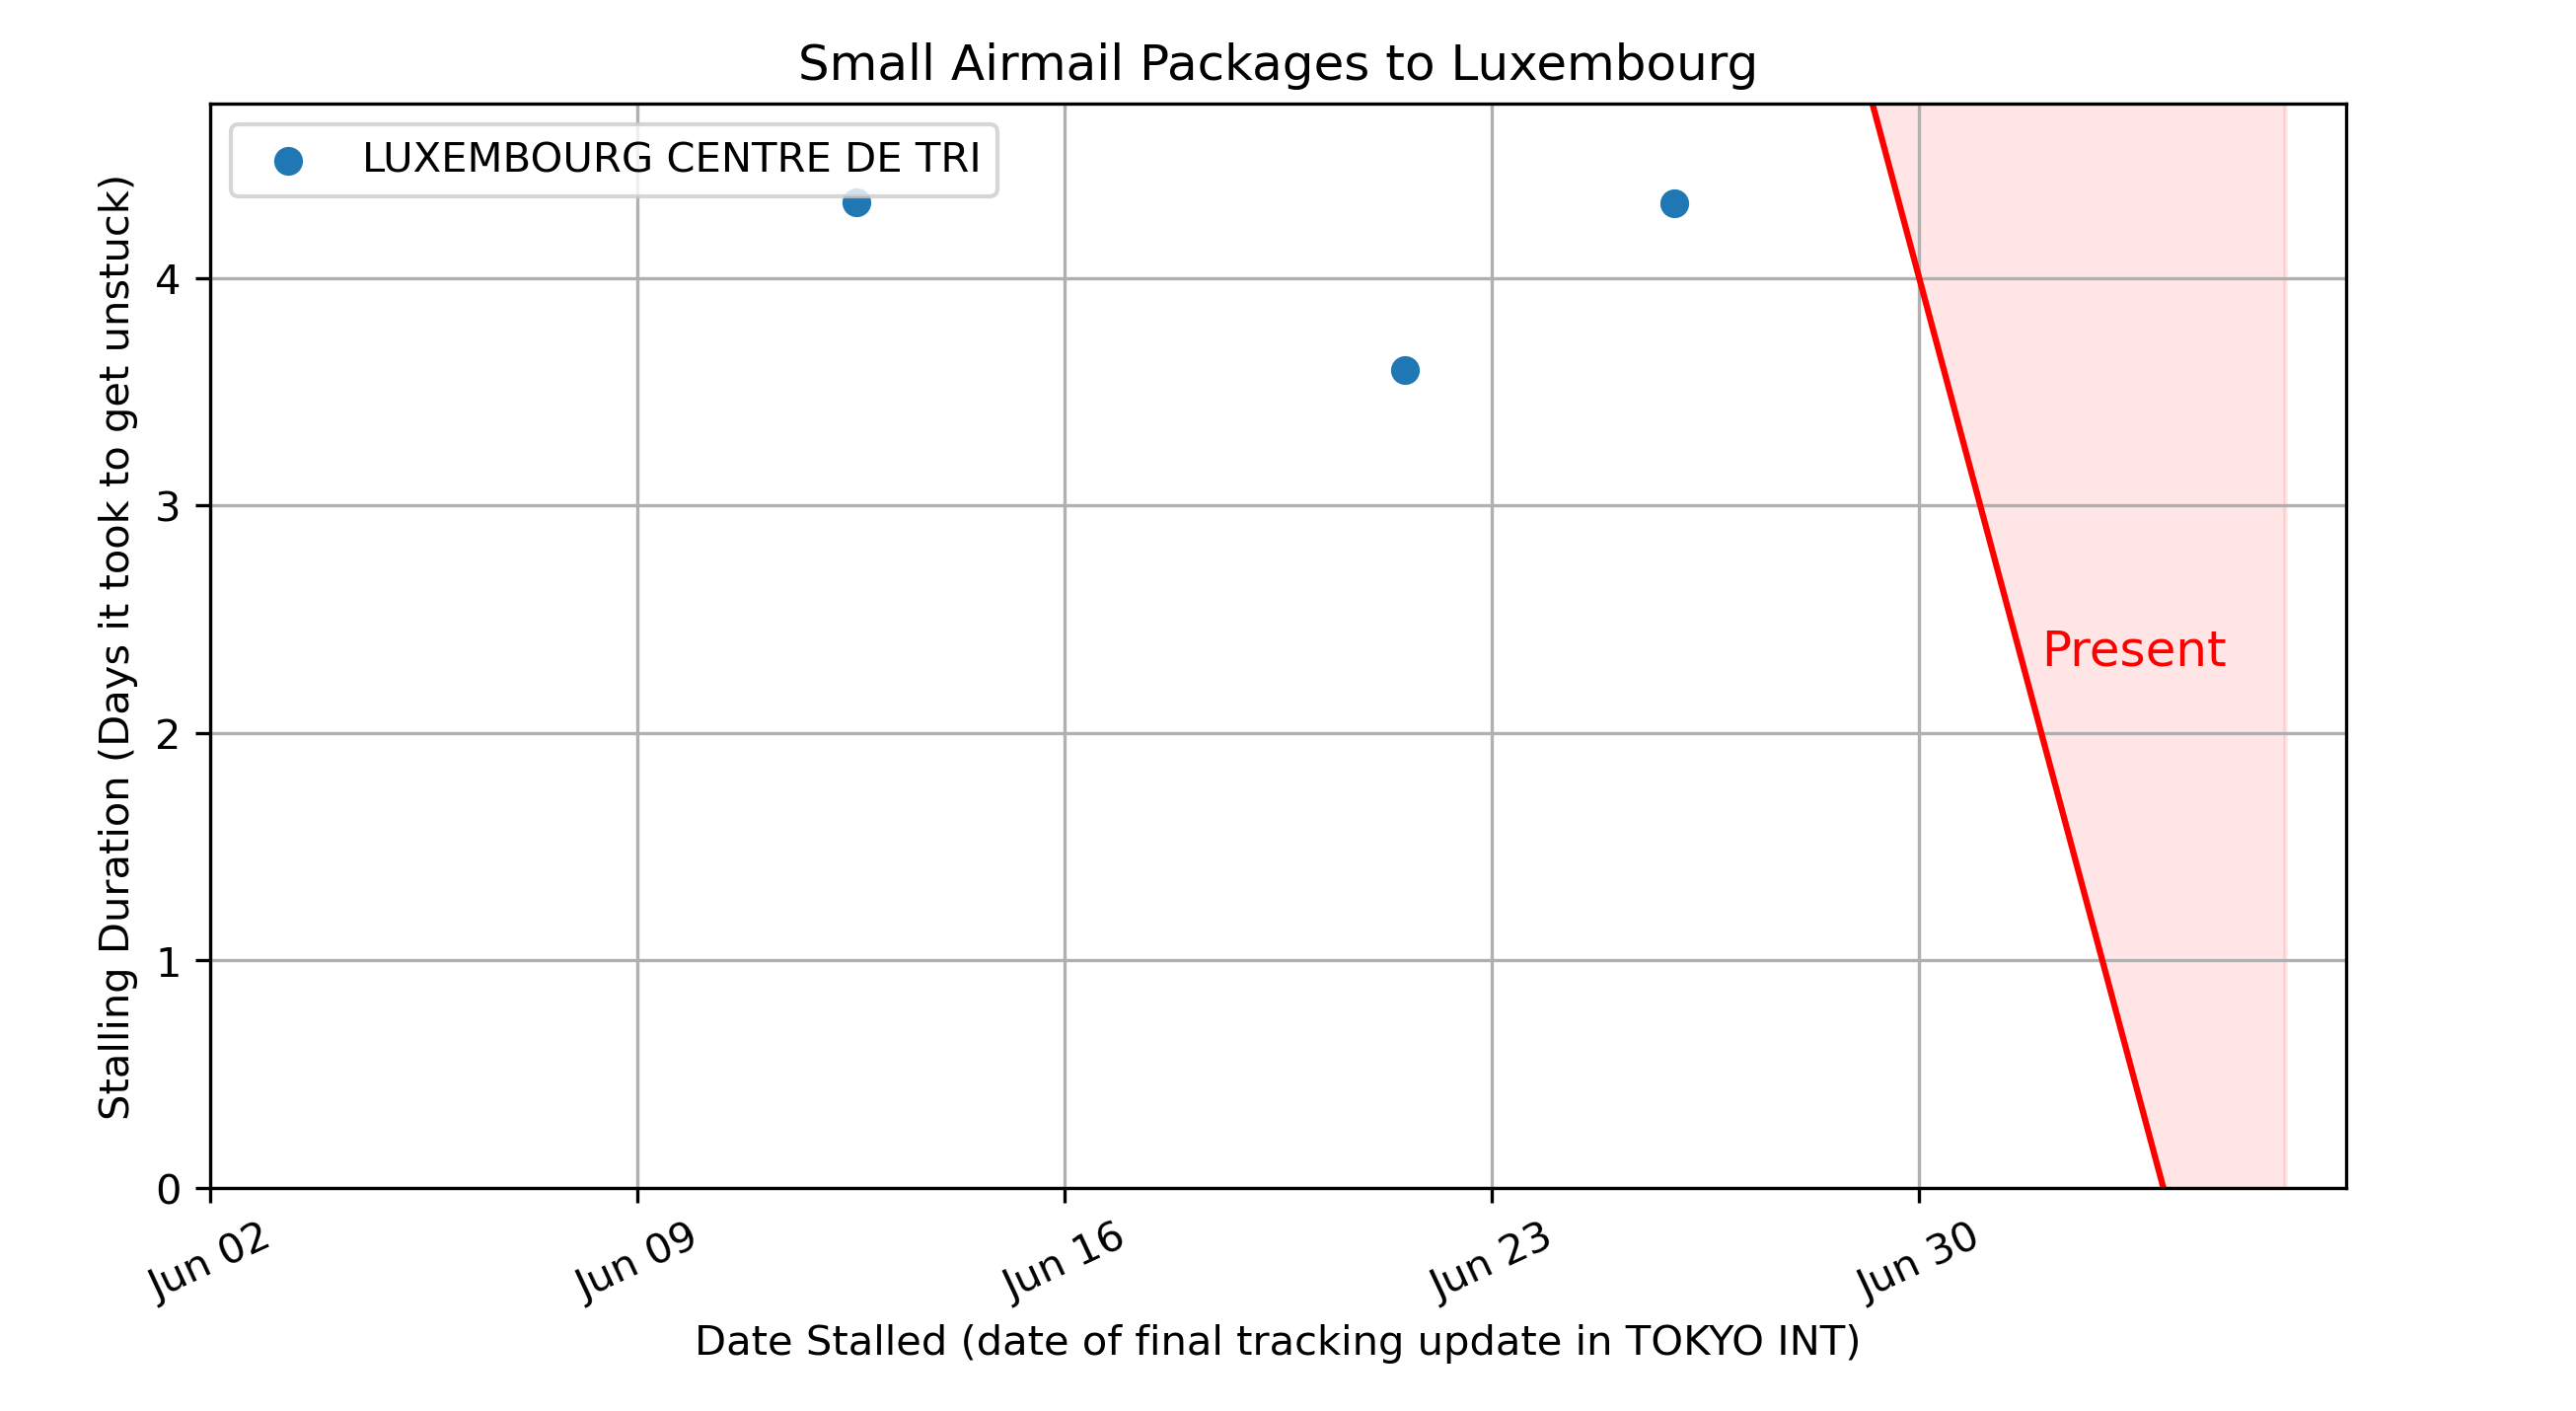 Small Airmail Packages to Luxembourg
LUXEMBOURG CENTRE DE TRI
Stalling Duration (Days it took to get unstuck)
4
3
2
1
0
Present
Jun 02
Jun 09
Jun 16
Jun 23
Jun 30
Date Stalled (date of final tracking update in TOKYO INT)